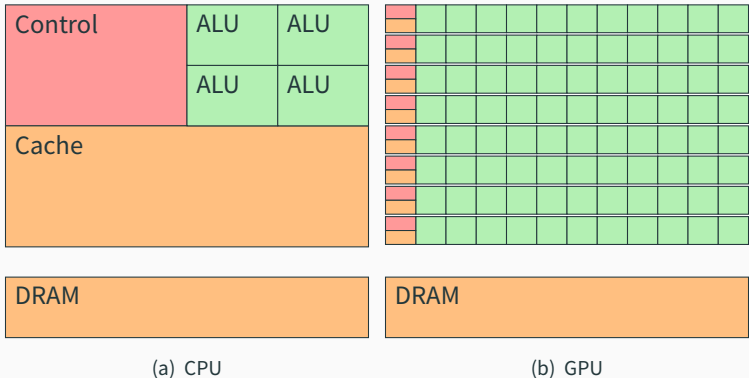 Control
ALU ALU
ALU ALU
Cache
DRAM
DRAM
(a) CPU
(b) GPU